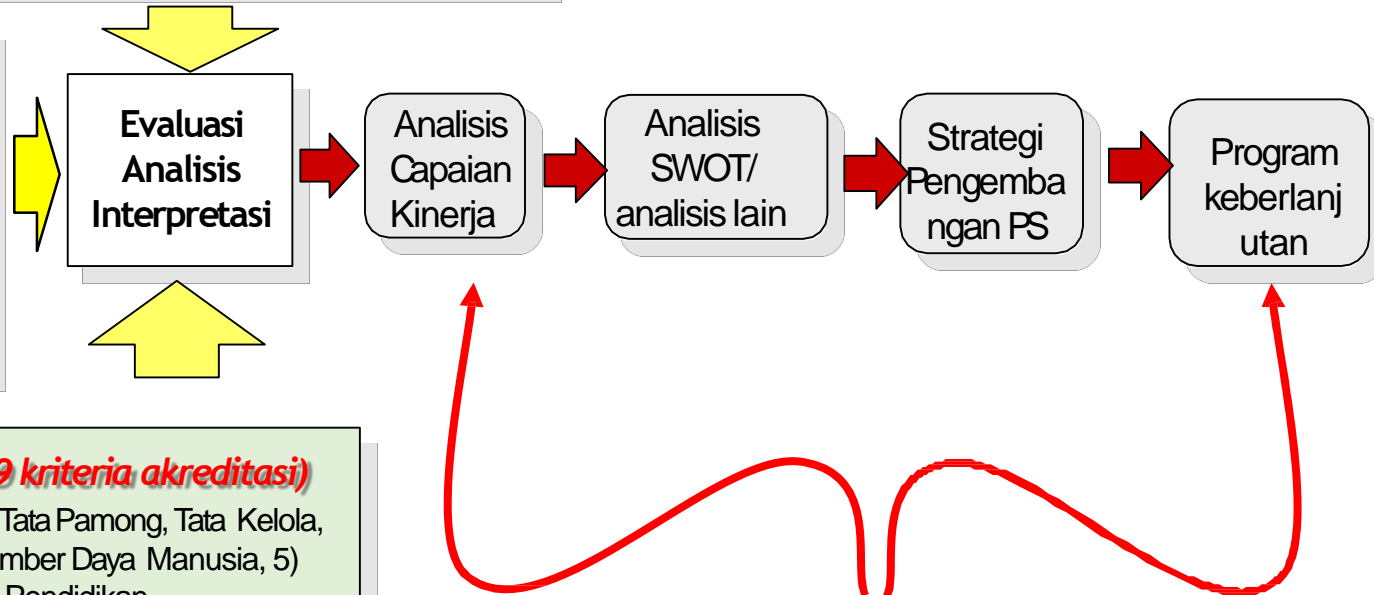 Evaluasi
Analisis
Interpretasi
Analisis
Capaian
Kinerja
Analisis
SWOT/
analisis lain
Strategi
Pengemba
ngan PS
Program
keberlanj
utan
9 kriteria akreditasi)
Tata Pamong, Tata Kelola,
mber Daya Manusia, 5)
Pendidikan